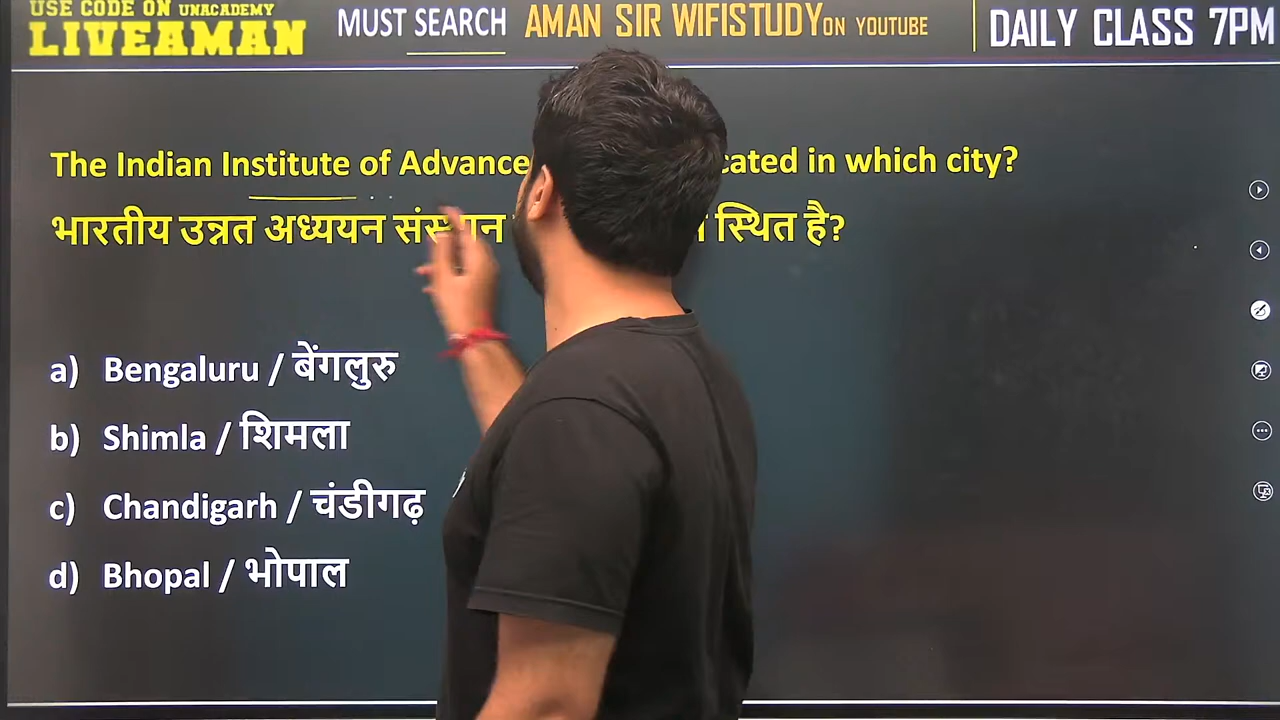 USE CODE ON UNACADEMY
LIVEAMAN
MUST SEARCH AMAN SIR WIFISTUDY ON YOUTUBE
DAILY CLASS 7PM
The Indian Institute of Advance cated in which city?
भारतीय उन्नत अध्ययन संस्थान स्थित है?
a) Bengaluru / बेंगलुरु
b) Shimla / शिमला
c) Chandigarh / चंडीगढ़
d) Bhopal / भोपाल